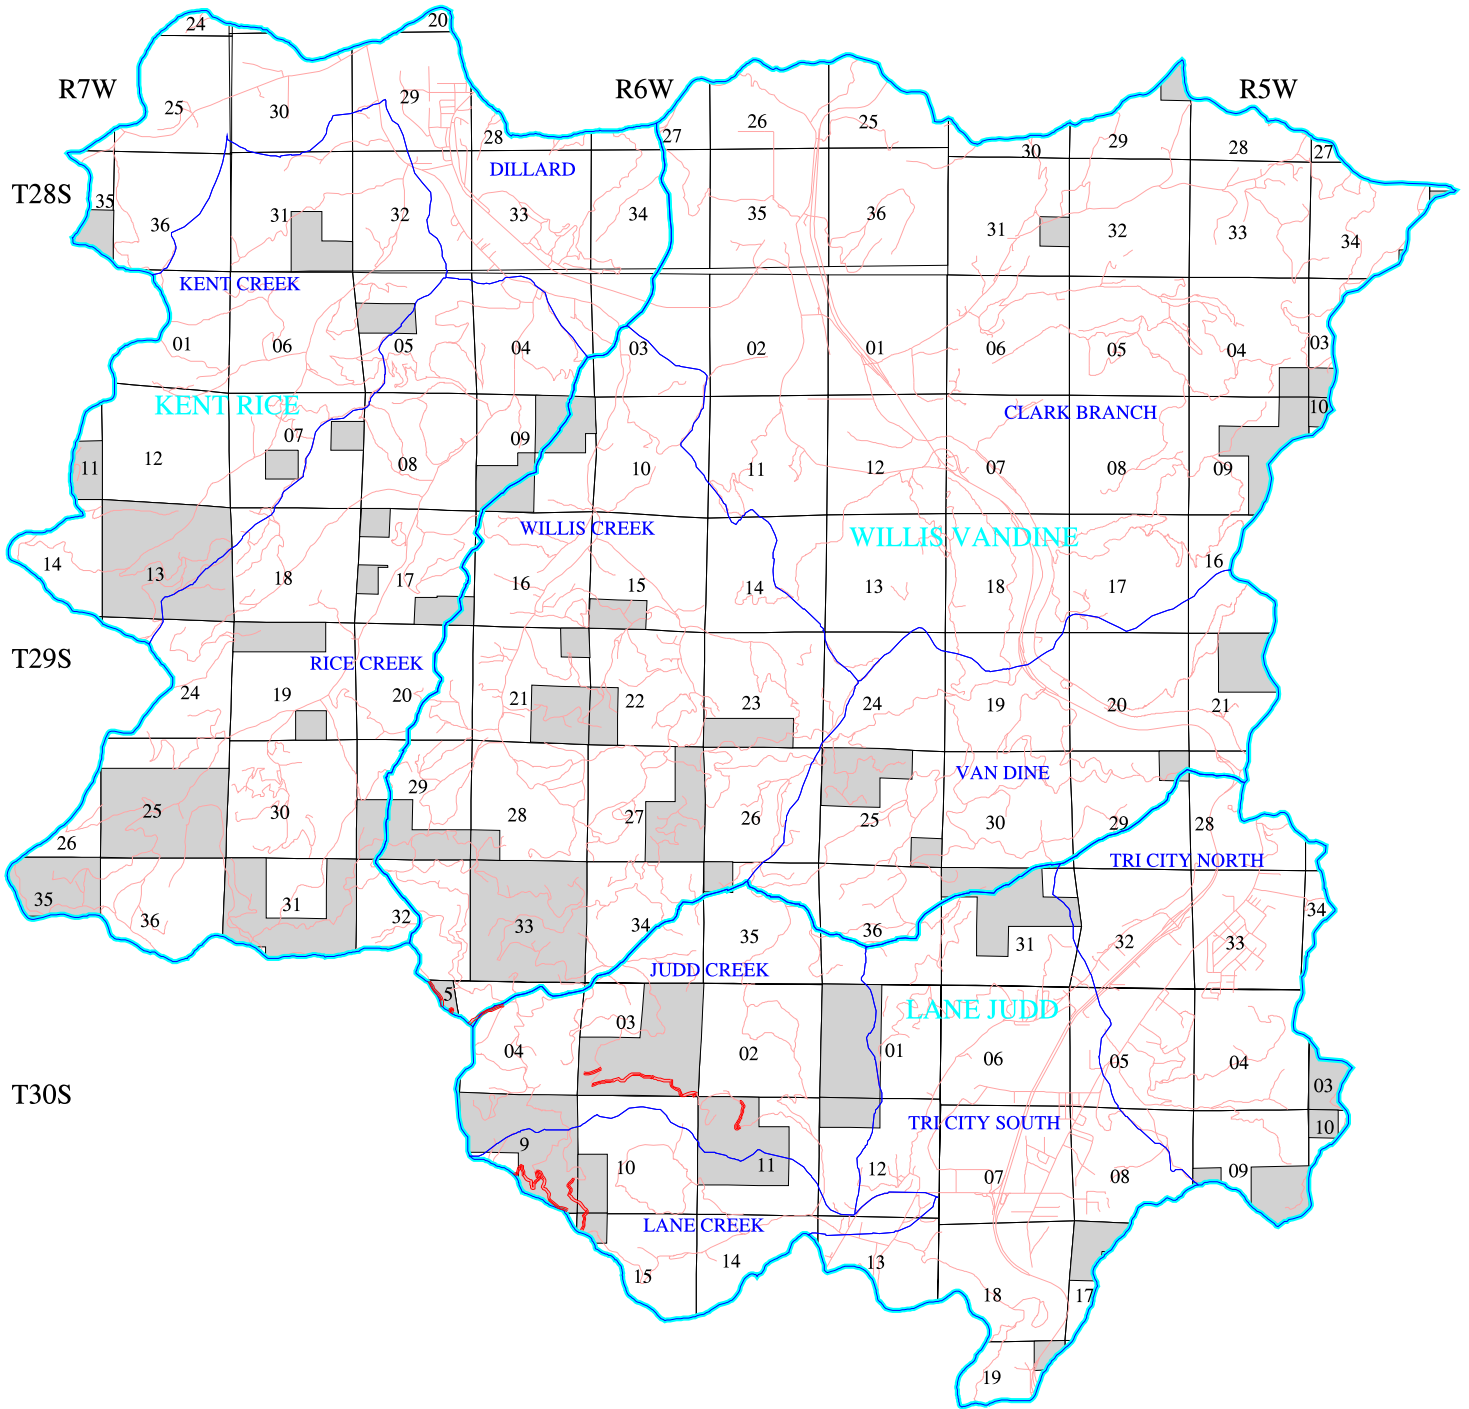 24 20
R7W R6W R5W
25 30 29 28 27 26 25 30 29 28 27
DILLARD
T28S
35 36 31 32 33 34 35 36 31 32 33 34
KENT CREEK
01 06 05 04 03 02 01 06 05 04 03
KENT RICE CLARK BRANCH
11 12 07 08 09 10 11 12 07 08 09 10
WILLIS CREEK WILLIS VANDINE
14 13 18 17 16 15 14 13 18 17 16
T29S
RICE CREEK
24 19 20 21 22 23 24 19 20 21
VAN DINE
26 25 30 29 28 27 26 25 30 29 28
TRI CITY NORTH
35 36 31 32 33 34 35 36 31 32 33 34
JUDD CREEK
LANE JUDD
5 04 03 02 01 06 05 04 03
T30S
TRI CITY SOUTH
9 10 11 12 07 08 09 10
LANE CREEK
15 14 13 18 17
19